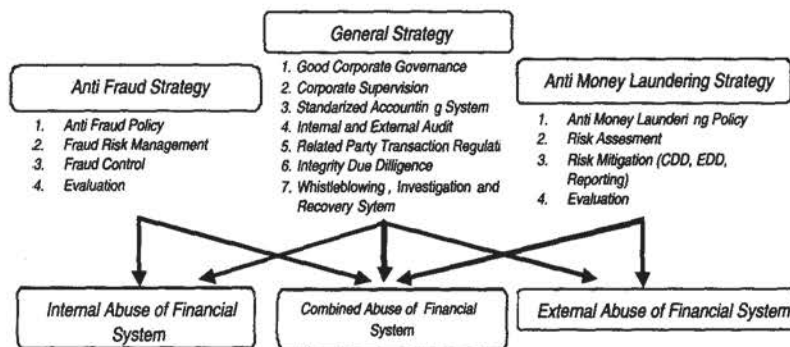 General Strategy
1. Good Corporate Governance
2. Corporate Supervision
3. Standarized Accountin g System
4. Internal and External Audit
5. Related Party Transaction Regulati
6. Integrity Due Dilligence
7. Whistleblowing, Investigation and
Recovery Sytem
Anti Fraud Strategy
1. Anti Fraud Policy
2. Fraud Risk Management
3. Fraud Control
4. Evaluation
Anti Money Laundering Strategy
1. Anti Money Launderi ng Policy
2. Risk Assesment
3. Risk Mitigation (CDD, EDD,
Reporting)
4. Evaluation
Internal Abuse of Financial
System
Combined Abuse of Financial
System
External Abuse of Financial System